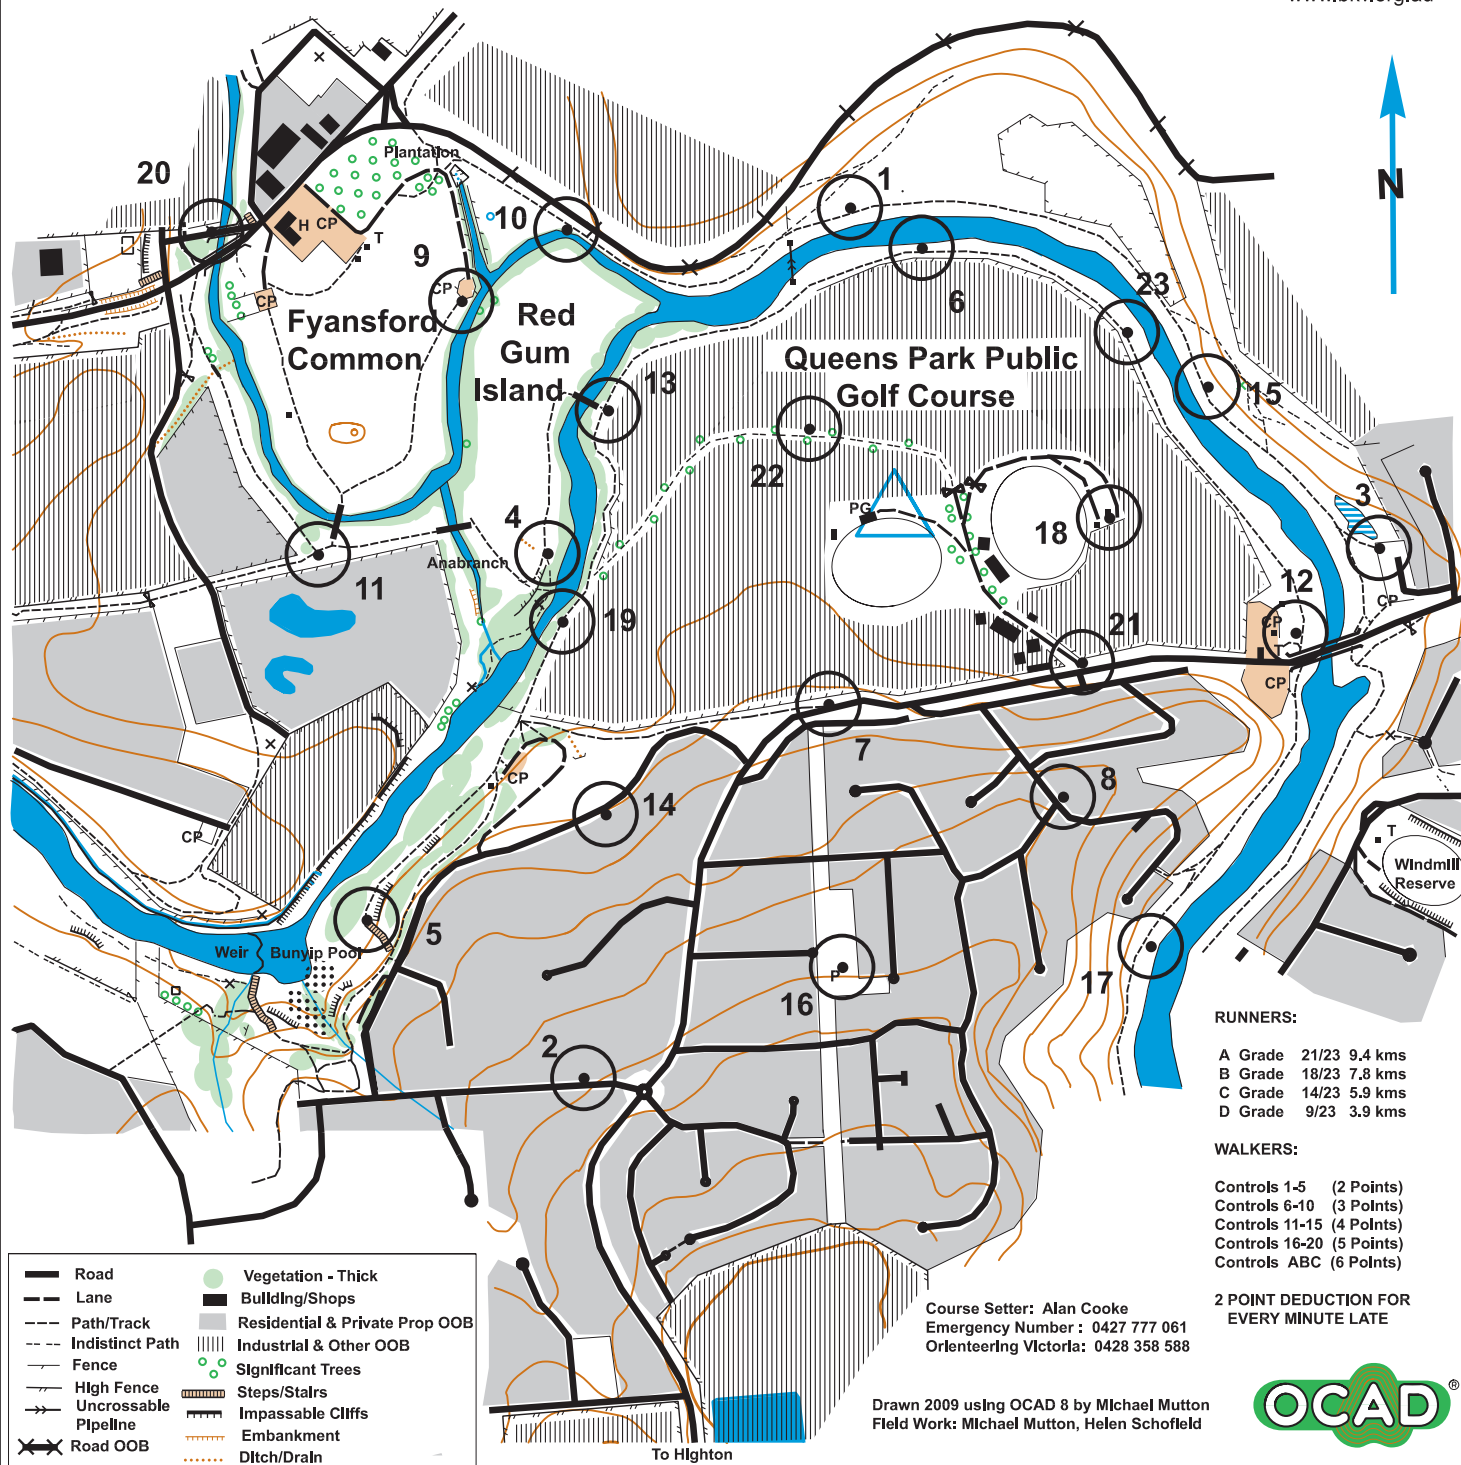 N
20
Plantation
1
10
H CP
T
9
CP
CP
Fyansford
Common
Red
Gum
Island
6
23
Queens Park Public
Golf Course
13
15
22
PG
3
18
4
Anabranch
11
19
12
CP
T
CP
21
CP
7
8
CP
14
CP
T
Windmill
Reserve
5
Weir
Bunyip Pool
P
16
17
2
RUNNERS:
A Grade 21/23 9.4 kms
B Grade 18/23 7.8 kms
C Grade 14/23 5.9 kms
D Grade 9/23 3.9 kms
WALKERS:
Controls 1-5 (2 Points)
Controls 6-10 (3 Points)
Controls 11-15 (4 Points)
Controls 16-20 (5 Points)
Controls ABC (6 Points)
2 POINT DEDUCTION FOR
EVERY MINUTE LATE
Road
Lane
Path/Track
Indistinct Path
Fence
High Fence
Uncrossable
Pipeline
Road OOB
Vegetation - Thick
Building/Shops
Residential & Private Prop OOB
Industrial & Other OOB
Significant Trees
Steps/Stairs
Impassable Cliffs
Embankment
Ditch/Drain
Course Setter: Alan Cooke
Emergency Number : 0427 777 061
Orienteering Victoria: 0428 358 588
Drawn 2009 using OCAD 8 by Michael Mutton
Field Work: Michael Mutton, Helen Schofield
To Highton
OCAD ®